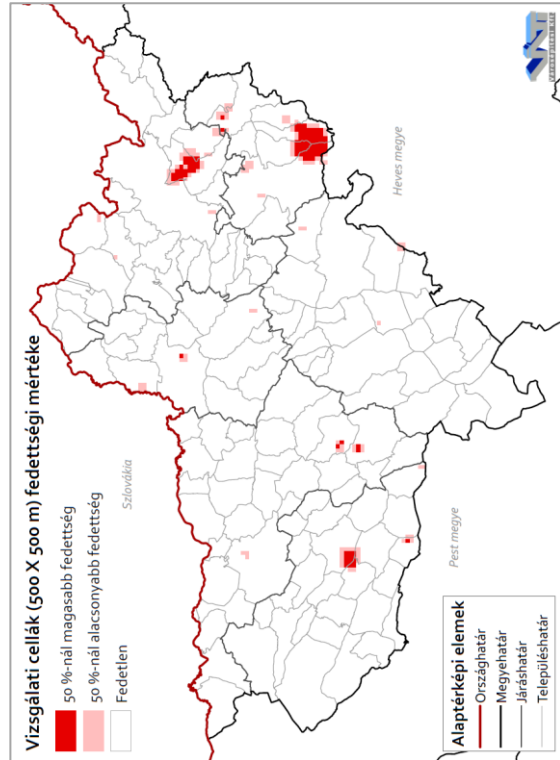 Vizsgálati cellák (500 X 500 m) fedettségi mértéke
50 %-nál magasabb fedettség
50 %-nál alacsonyabb fedettség
Fedetlen
Szlovákia
Heves megye
Pest megye
Alaptérképi elemek
Országhatár
Megyehatár
Járáshatár
Településhatár